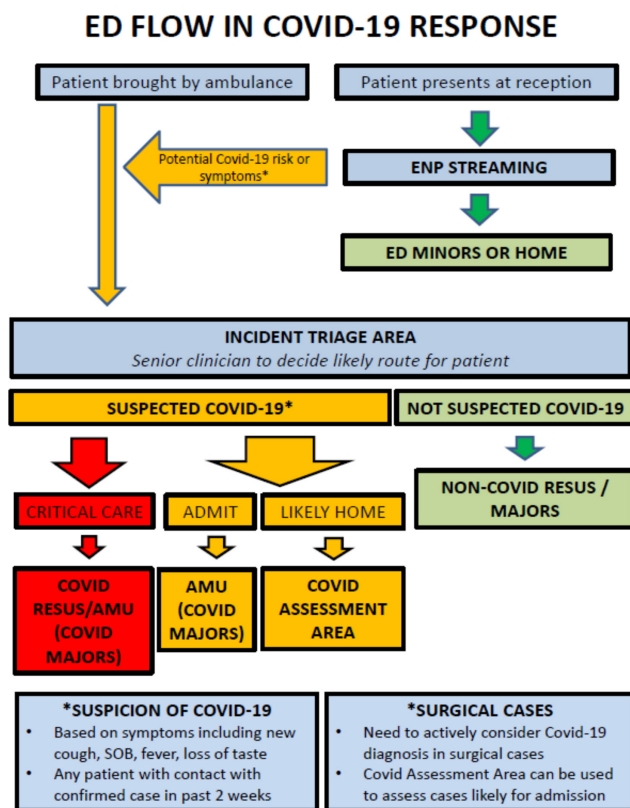 ED FLOW IN COVID-19 RESPONSE
Patient brought by ambulance
Patient presents at reception
Potential Covid-19 risk or
symptoms*
ENP STREAMING
ED MINORS OR HOME
INCIDENT TRIAGE AREA
Senior clinician to decide likely route for patient
SUSPECTED COVID-19*
NOT SUSPECTED COVID-19
CRITICAL CARE
ADMIT
LIKELY HOME
NON-COVID RESUS /
MAJORS
COVID
RESUS/AMU
(COVID
MAJORS)
AMU
(COVID
MAJORS)
COVID
ASSESSMENT
AREA
*SUSPICION OF COVID-19
• Based on symptoms including new
cough, SOB, fever, loss of taste
• Any patient with contact with
confirmed case in past 2 weeks
*SURGICAL CASES
• Need to actively consider Covid-19
diagnosis in surgical cases
• Covid Assessment Area can be used
to assess cases likely for admission